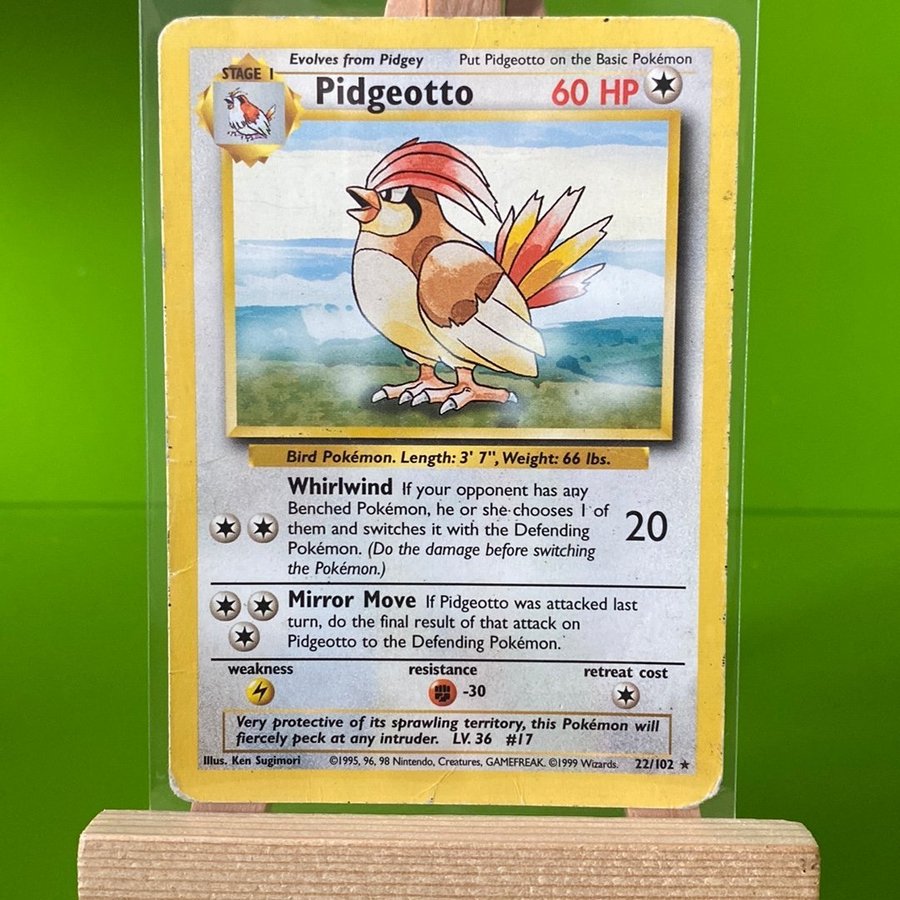 Evolves from Pidgey Put Pidgeotto on the Basic Pokémon
STAGE 1
Pidgeotto 60 HP
Bird Pokémon. Length: 3' 7", Weight: 66 lbs.
Whirlwind If your opponent has any
Benched Pokémon, he or she chooses 1 of
them and switches it with the Defending
Pokémon. (Do the damage before switching
the Pokémon.)
20
Mirror Move If Pidgeotto was attacked last
turn, do the final result of that attack on
Pidgeotto to the Defending Pokémon.
weakness resistance retreat cost
-30
Very protective of its sprawling territory, this Pokémon will
fiercely peck at any intruder. LV. 36 #17
Illus. Ken Sugimori ©1995, 96, 98 Nintendo, Creatures, GAMEFREAK. ©1999 Wizards. 22/102 ★